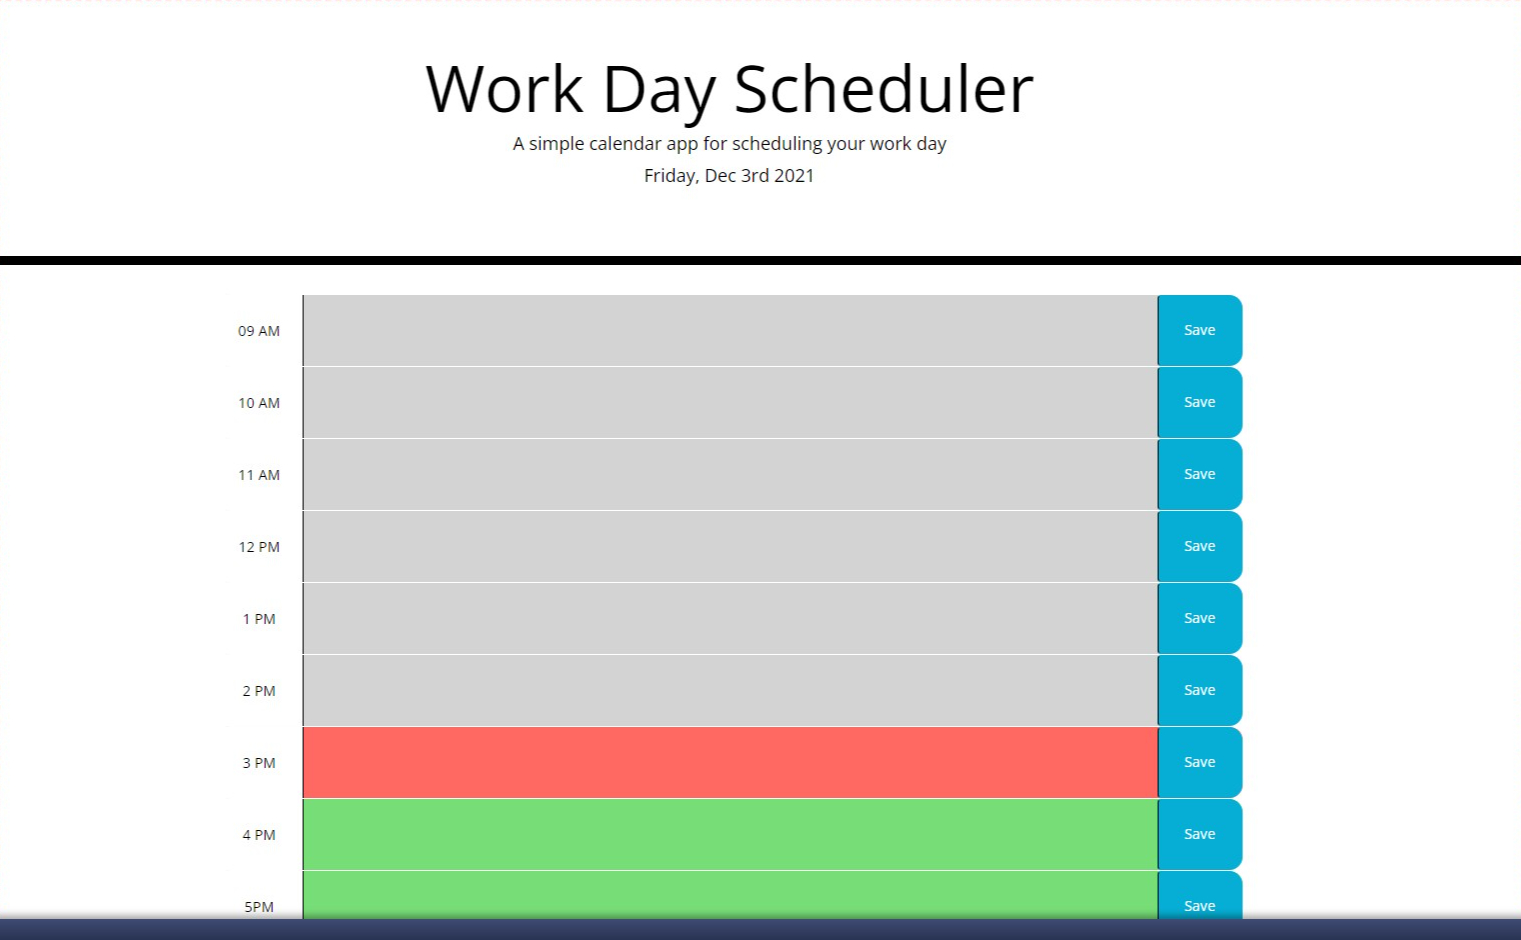 Work Day Scheduler
A simple calendar app for scheduling your work day
Friday, Dec 3rd 2021
09 AM Save
10 AM Save
11 AM Save
12 PM Save
1 PM Save
2 PM Save
3 PM Save
4 PM Save
5PM Save